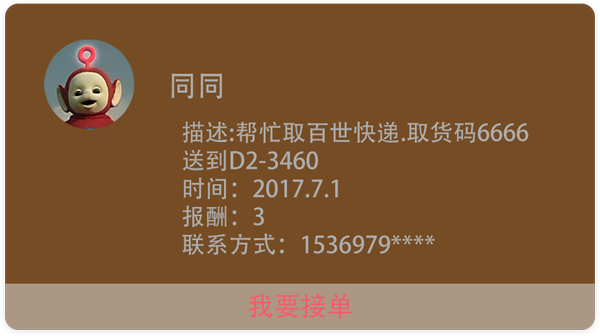 同同
描述:帮忙取百世快递.取货码6666
送到D2-3460
时间：2017.7.1
报酬：3
联系方式：1536979****
我要接单